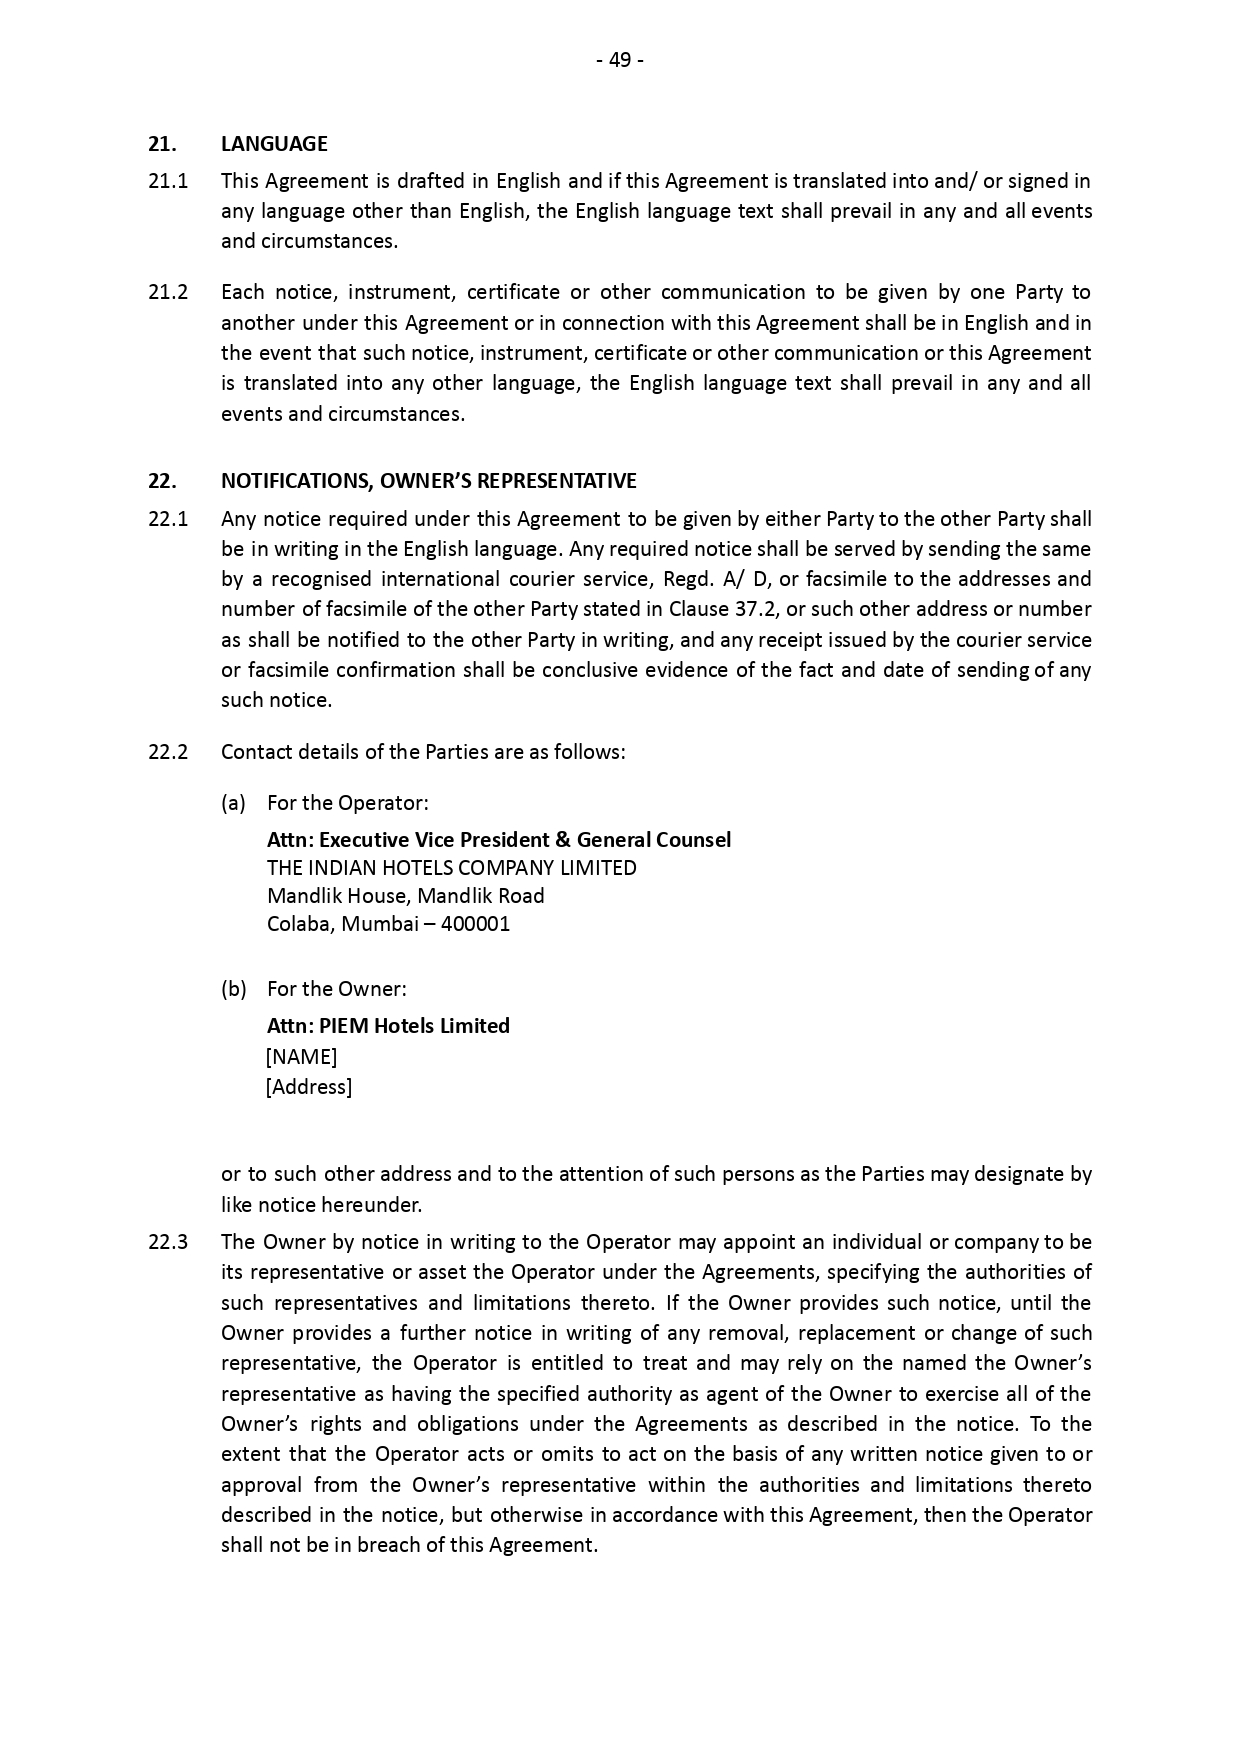 - 49 -
21. LANGUAGE
21.1 This Agreement is drafted in English and if this Agreement is translated into and/ or signed in
any language other than English, the English language text shall prevail in any and all events
and circumstances.
21.2 Each notice, instrument, certificate or other communication to be given by one Party to
another under this Agreement or in connection with this Agreement shall be in English and in
the event that such notice, instrument, certificate or other communication or this Agreement
is translated into any other language, the English language text shall prevail in any and all
events and circumstances.
22. NOTIFICATIONS, OWNER’S REPRESENTATIVE
22.1 Any notice required under this Agreement to be given by either Party to the other Party shall
be in writing in the English language. Any required notice shall be served by sending the same
by a recognised international courier service, Regd. A/ D, or facsimile to the addresses and
number of facsimile of the other Party stated in Clause 37.2, or such other address or number
as shall be notified to the other Party in writing, and any receipt issued by the courier service
or facsimile confirmation shall be conclusive evidence of the fact and date of sending of any
such notice.
22.2 Contact details of the Parties are as follows:
(a) For the Operator:
Attn: Executive Vice President & General Counsel
THE INDIAN HOTELS COMPANY LIMITED
Mandlik House, Mandlik Road
Colaba, Mumbai – 400001
(b) For the Owner:
Attn: PIEM Hotels Limited
[NAME]
[Address]
or to such other address and to the attention of such persons as the Parties may designate by
like notice hereunder.
22.3 The Owner by notice in writing to the Operator may appoint an individual or company to be
its representative or asset the Operator under the Agreements, specifying the authorities of
such representatives and limitations thereto. If the Owner provides such notice, until the
Owner provides a further notice in writing of any removal, replacement or change of such
representative, the Operator is entitled to treat and may rely on the named the Owner’s
representative as having the specified authority as agent of the Owner to exercise all of the
Owner’s rights and obligations under the Agreements as described in the notice. To the
extent that the Operator acts or omits to act on the basis of any written notice given to or
approval from the Owner’s representative within the authorities and limitations thereto
described in the notice, but otherwise in accordance with this Agreement, then the Operator
shall not be in breach of this Agreement.